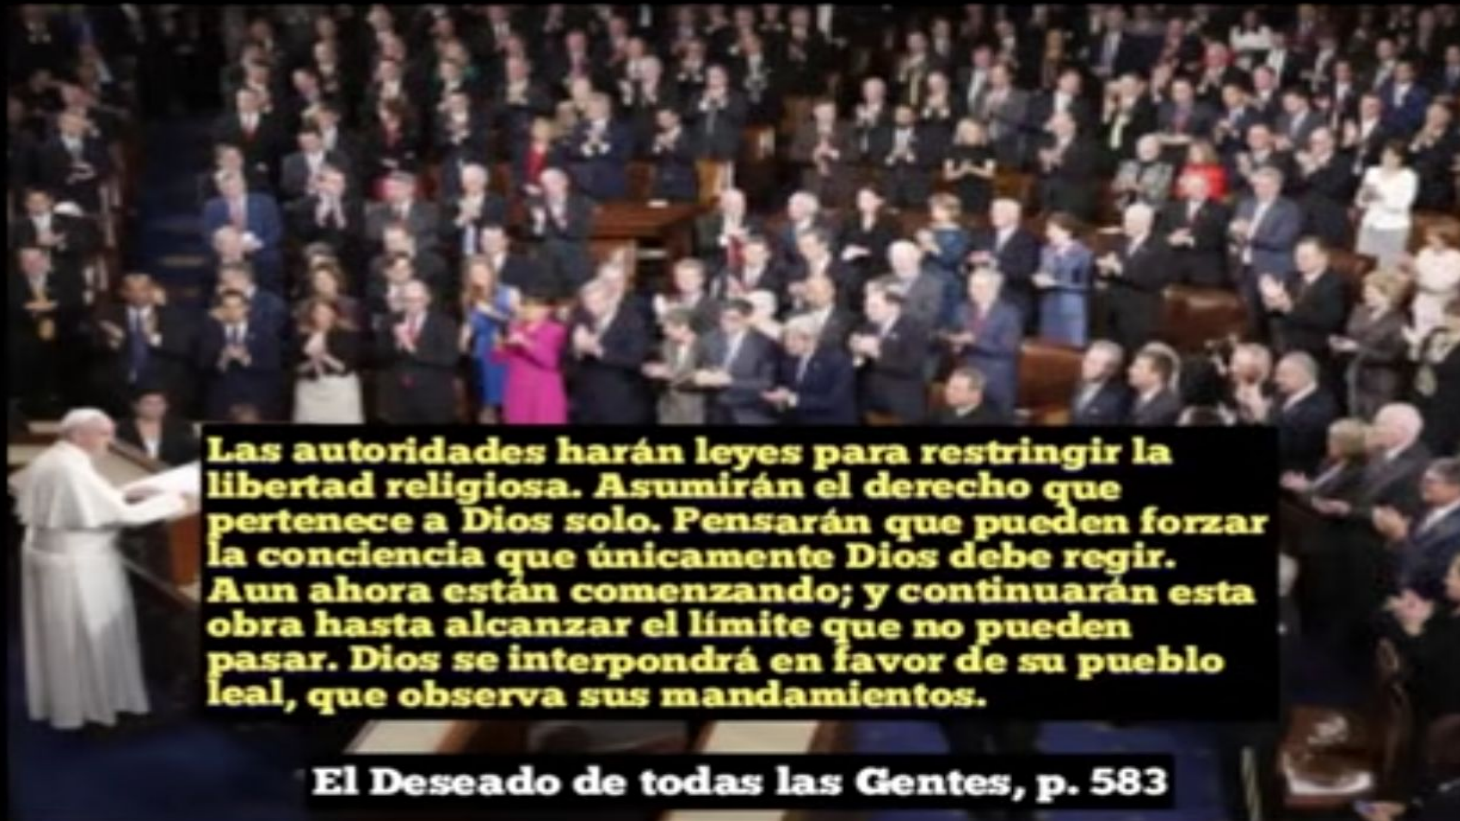 Las autoridades harán leyes para restringir la
libertad religiosa. Asumirán el derecho que
pertenece a Dios solo. Pensarán que pueden forzar
la conciencia que únicamente Dios debe regir.
Aun ahora están comenzando; y continuarán esta
obra hasta alcanzar el límite que no pueden
pasar. Dios se interpondrá en favor de su pueblo
leal, que observa sus mandamientos.
El Deseado de todas las Gentes, p. 583